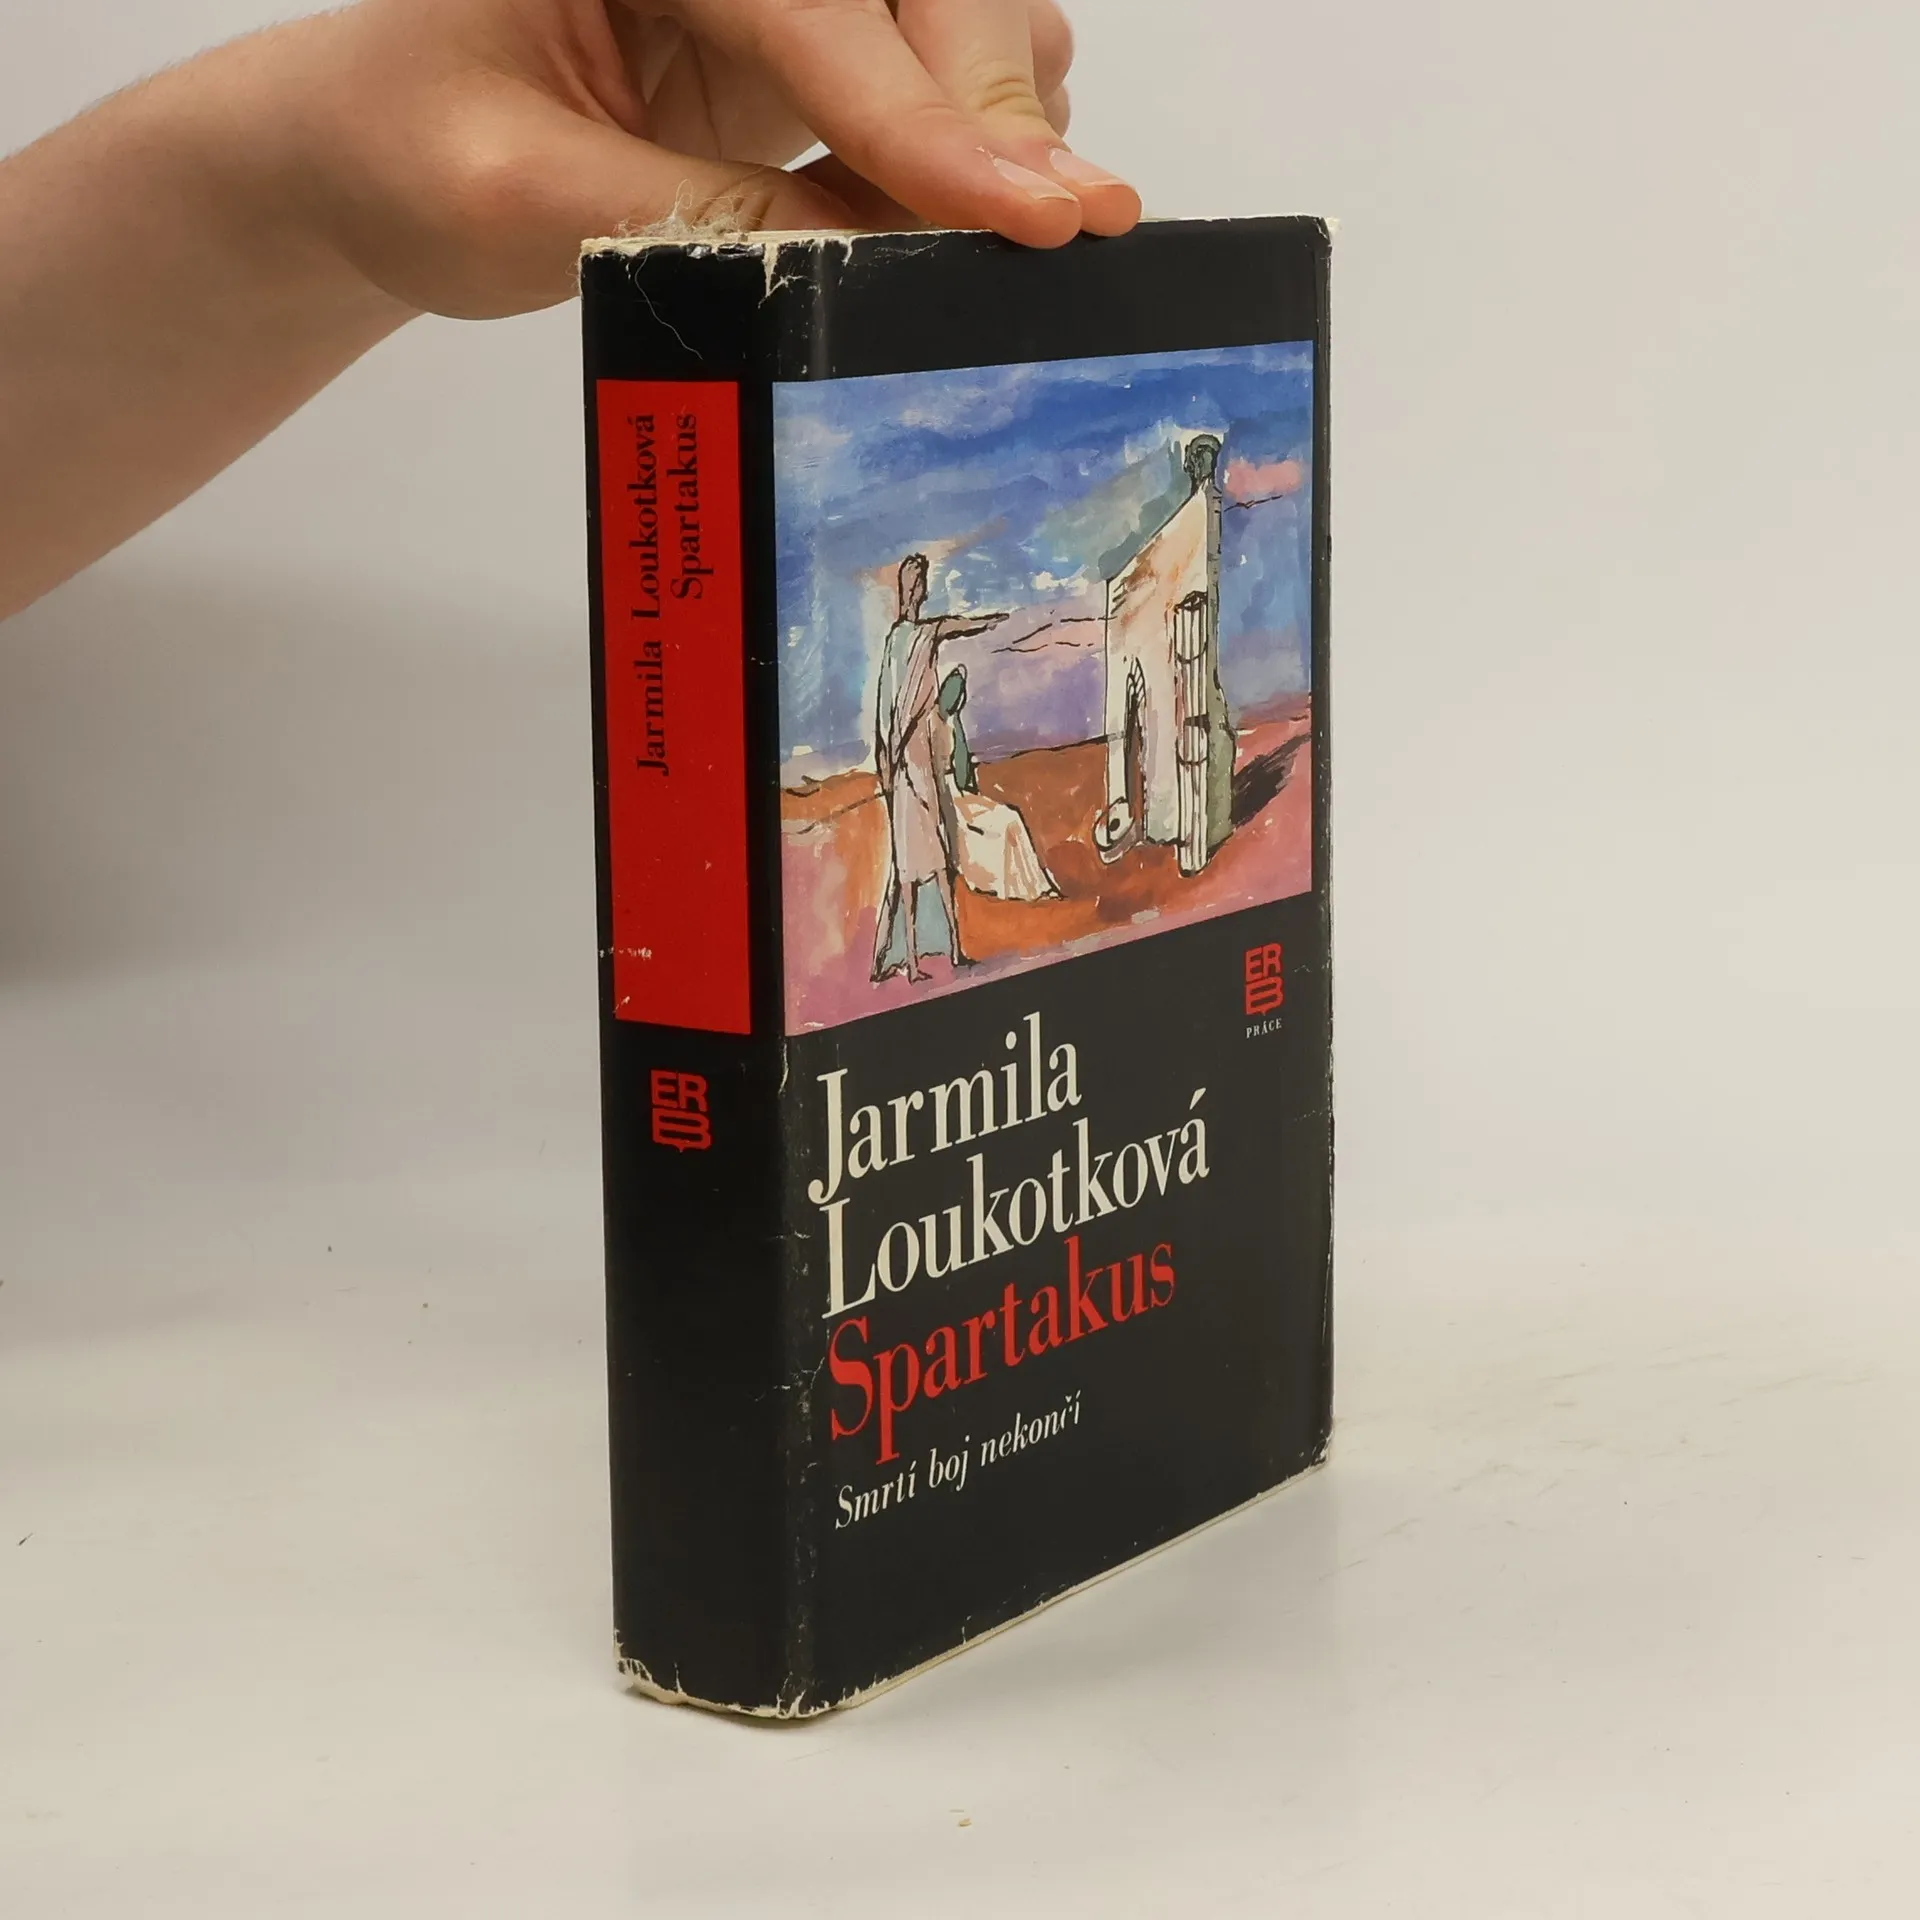 Jarmila Loukotková
Spartakus
ERB
ERB
PRÁCE
Jarmila
Loukotková
Spartakus
Smrtí boj nekončí